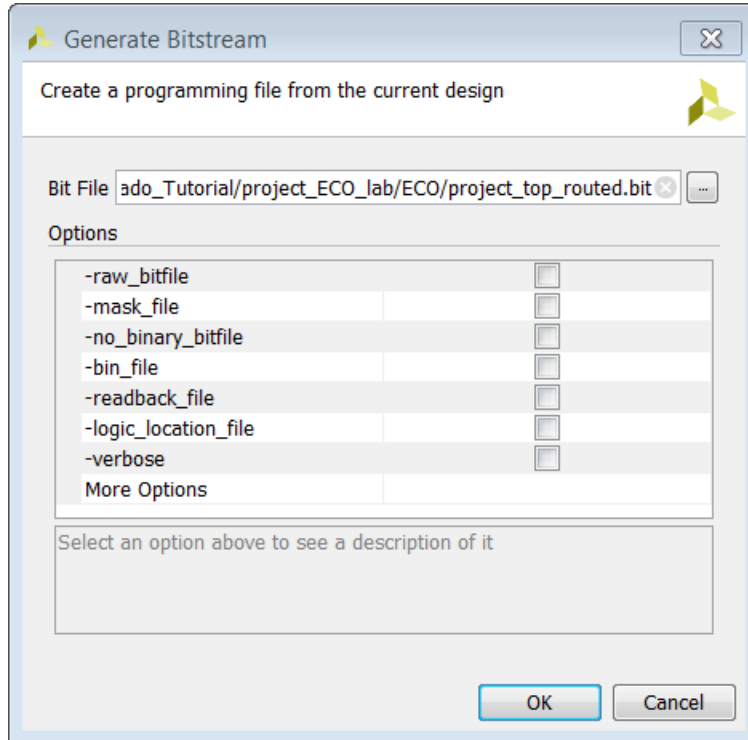 Generate Bitstream
Create a programming file from the current design
Bit File ado_Tutorial/project_ECO_lab/ECO/project_top_routed.bit ...
Options
-raw_bitfile
-mask_file
-no_binary_bitfile
-bin_file
-readback_file
-logic_location_file
-verbose
More Options
Select an option above to see a description of it
OK Cancel